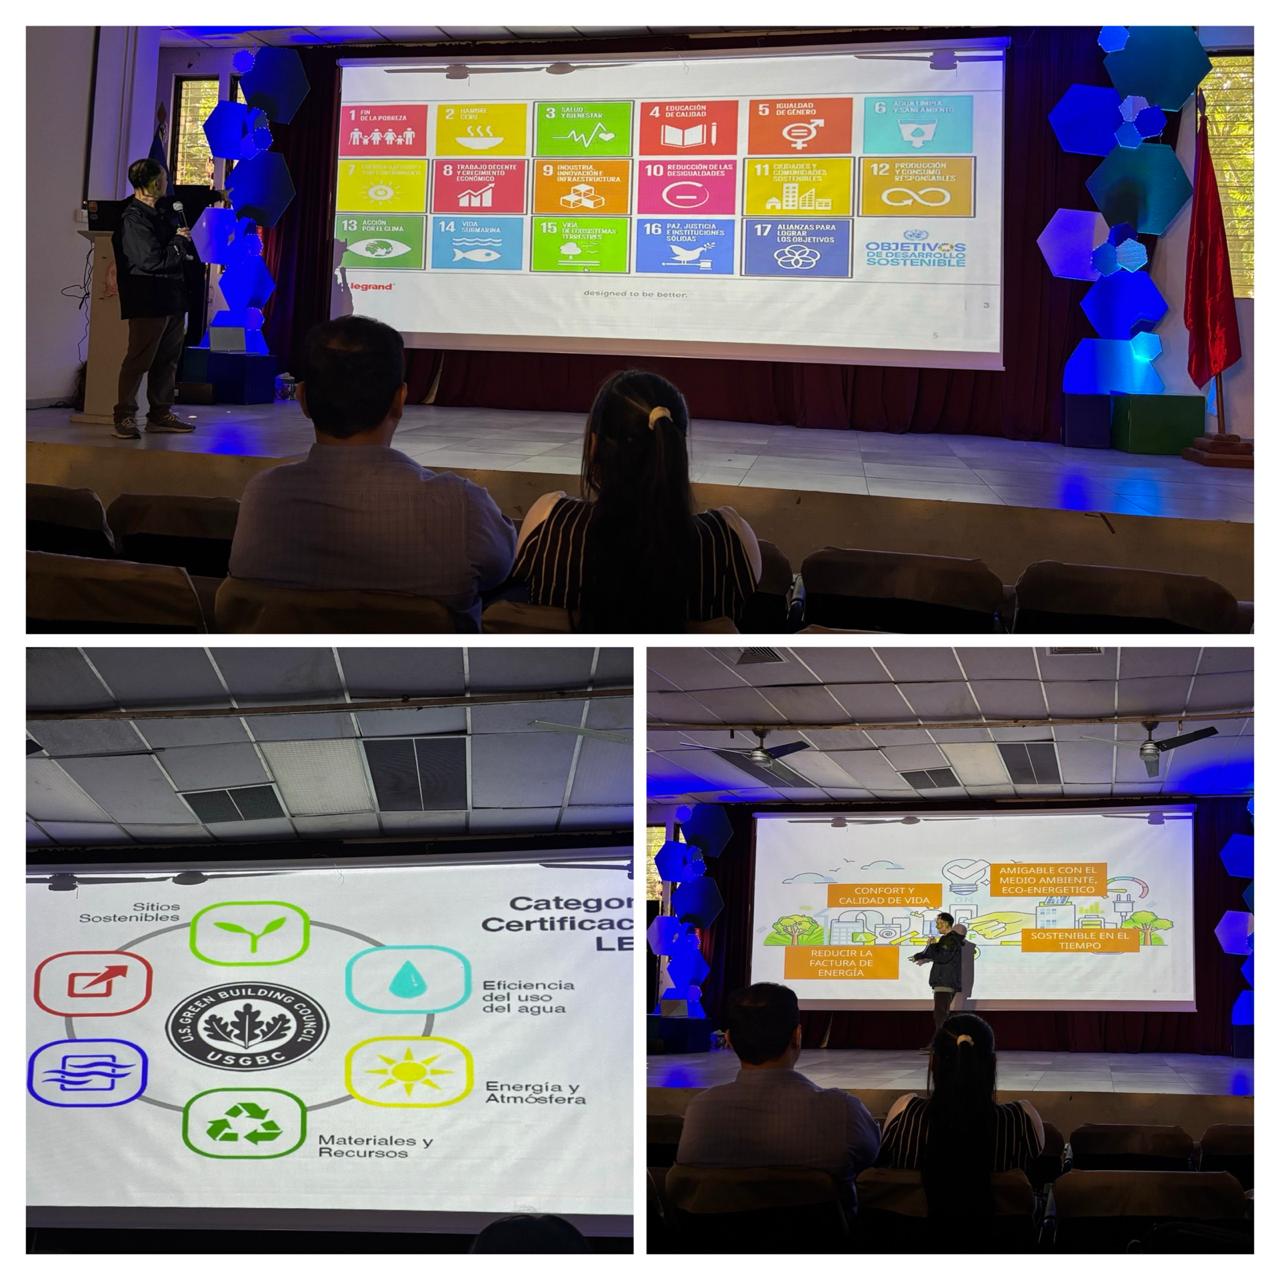 1 FIN
DE LA POBREZA
2 HAMBRE
CERO
3 SALUD
Y BIENESTAR
4 EDUCACIÓN
DE CALIDAD
5 IGUALDAD
DE GÉNERO
6 AGUA LIMPIA
Y SANEAMIENTO
7
8 TRABAJO DECENTE
Y CRECIMIENTO
ECONÓMICO
9 INDUSTRIA,
INNOVACIÓN E
INFRAESTRUCTURA
10 REDUCCIÓN DE LAS
DESIGUALDADES
11 CIUDADES Y
COMUNIDADES
SOSTENIBLES
12 PRODUCCIÓN
Y CONSUMO
RESPONSABLES
13 ACCIÓN
POR EL CLIMA
14 VIDA
SUBMARINA
15 VIDA
DE ECOSISTEMAS
TERRESTRES
16 PAZ, JUSTICIA
E INSTITUCIONES
SÓLIDAS
17 ALIANZAS PARA
LOGRAR
LOS OBJETIVOS
OBJETIVOS
DE DESARROLLO
SOSTENIBLE
legrand
designed to be better.
3
5
Sitios
Sostenibles
Categor
Certificac
LE
Eficiencia
del uso
del agua
U.S. GREEN BUILDING COUNCIL
USGBC
Energía y
Atmósfera
Materiales y
Recursos
CONFORT Y
CALIDAD DE VIDA
AMIGABLE CON EL
MEDIO AMBIENTE,
ECO-ENERGETICO
ON
REDUCIR LA
FACTURA DE
ENERGÍA
SOSTENIBLE EN EL
TIEMPO